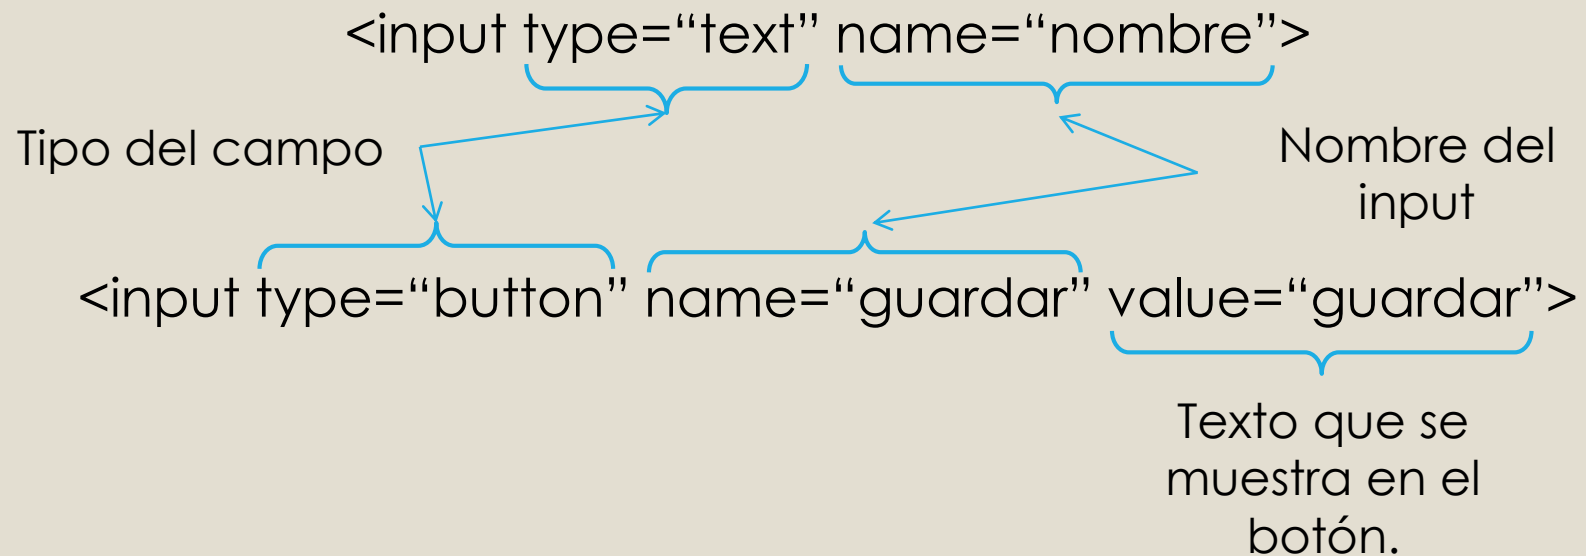 <input type=“text” name=“nombre”>
Tipo del campo
Nombre del
input
<input type=“button” name=“guardar” value=“guardar”>
Texto que se
muestra en el
botón.